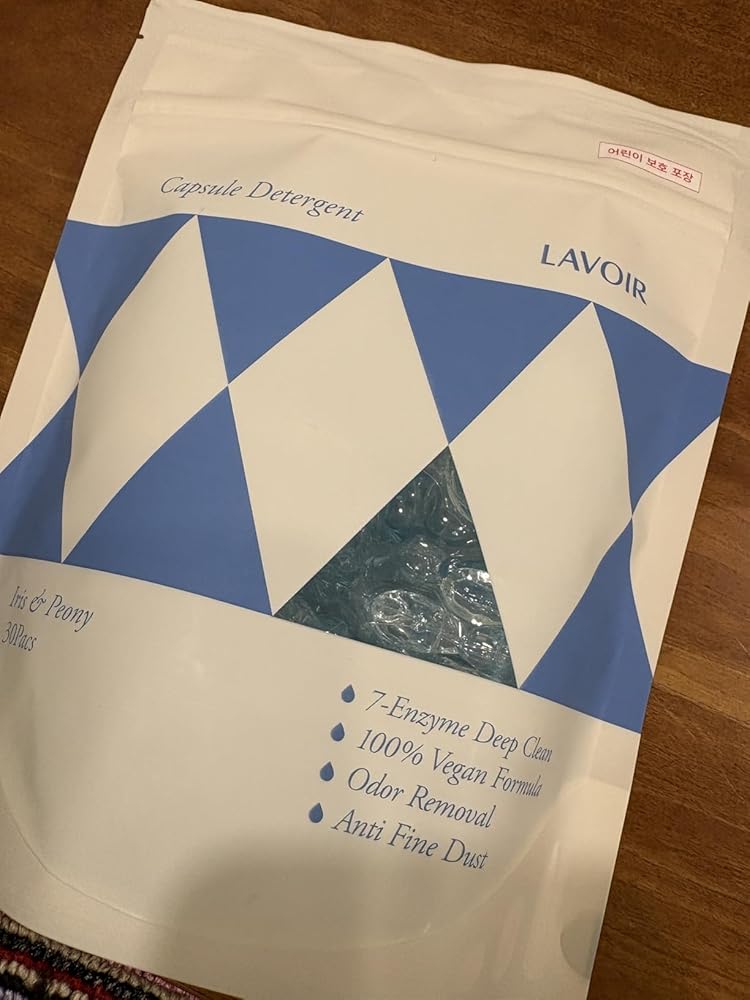 어린이 보호 포장
Capsule Detergent
LAVOIR
Iris & Peony
30Pacs
7-Enzyme Deep Clean
100% Vegan Formula
Odor Removal
Anti Fine Dust